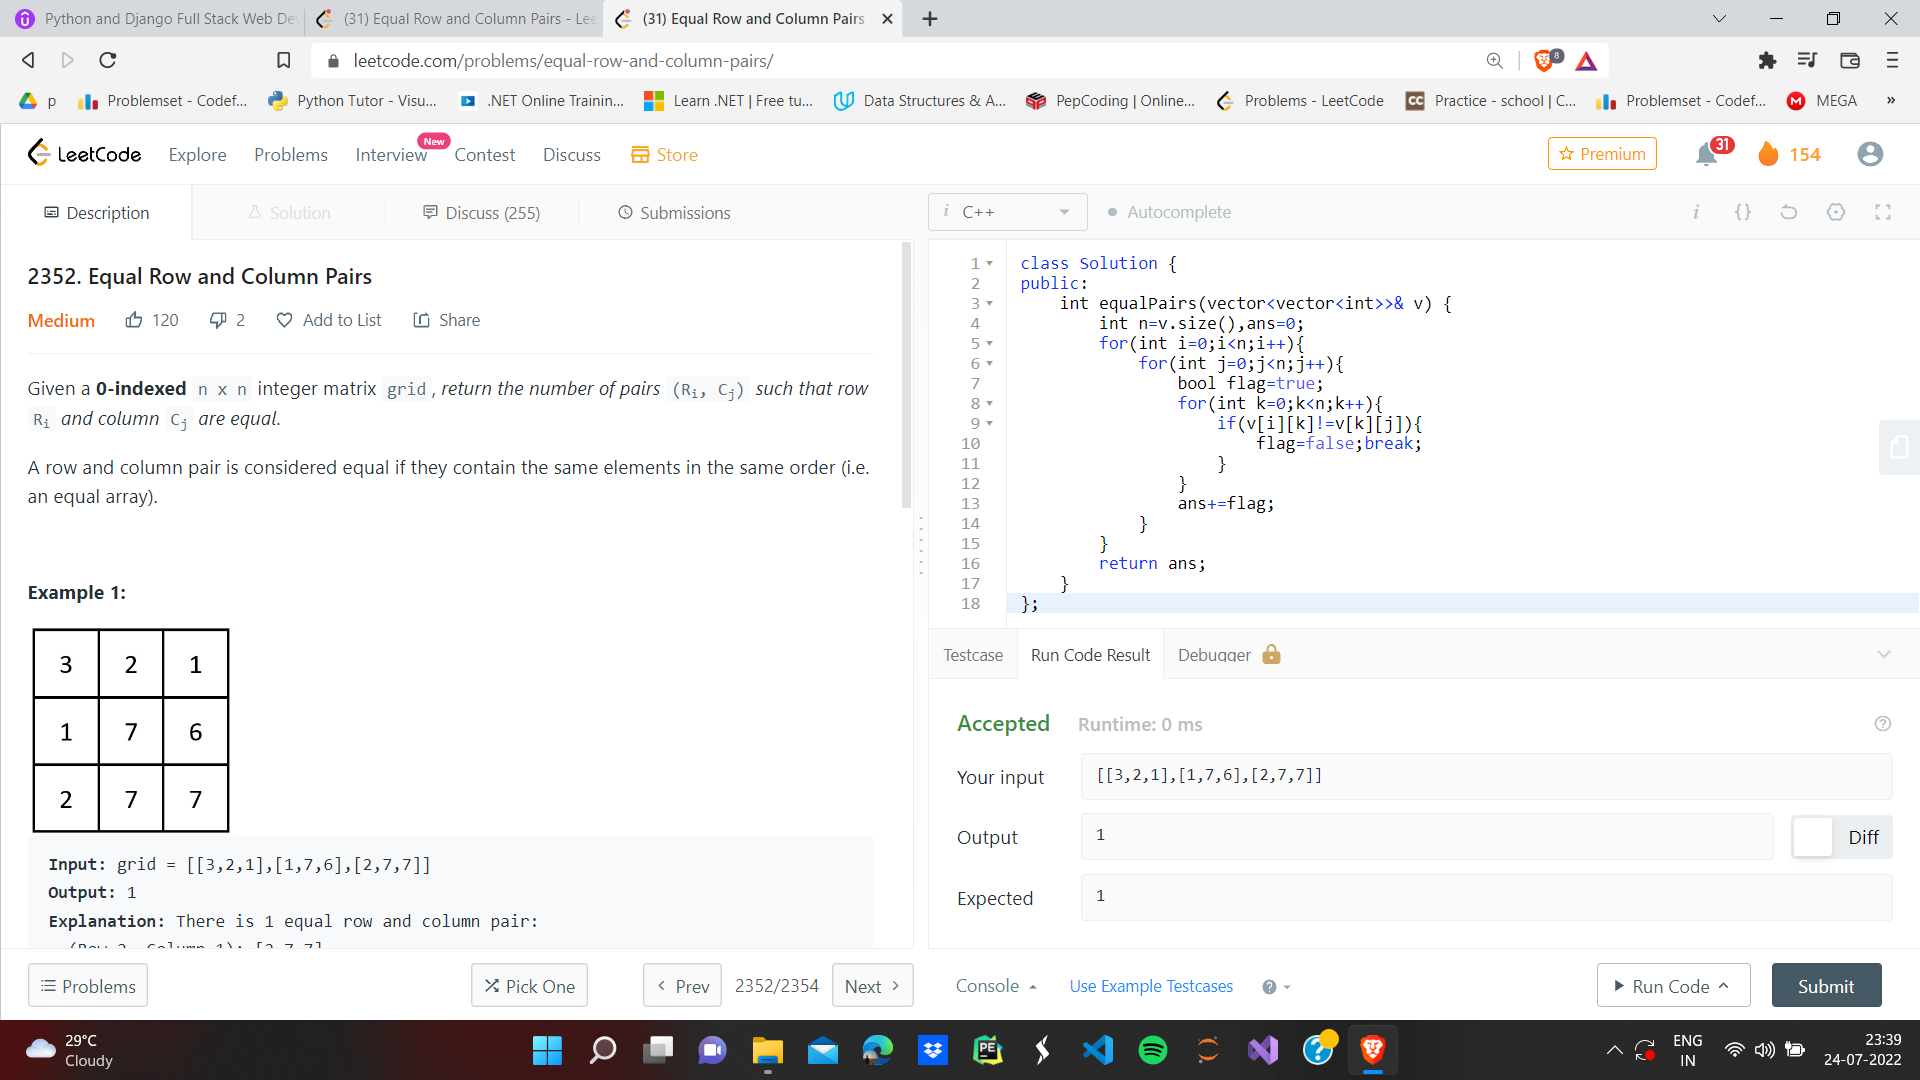 Python and Django Full Stack Web De
(31) Equal Row and Column Pairs - Lee
(31) Equal Row and Column Pairs
leetcode.com/problems/equal-row-and-column-pairs/
8
p
Problemset - Codef...
Python Tutor - Visu...
.NET Online Trainin...
Learn .NET | Free tu...
Data Structures & A...
PepCoding | Online...
Problems - LeetCode
Practice - school | C...
Problemset - Codef...
MEGA
»
LeetCode
Explore
Problems
Interview
New
Contest
Discuss
Store
Premium
31
154
Description
Solution
Discuss (255)
Submissions
i C++
Autocomplete
i {}
2352. Equal Row and Column Pairs
Medium 120 2 Add to List Share
Given a 0-indexed n x n integer matrix grid, return the number of pairs (Ri, Cj) such that row
Ri and column Cj are equal.
A row and column pair is considered equal if they contain the same elements in the same order (i.e.
an equal array).
Example 1:
3 2 1
1 7 6
2 7 7
Input: grid = [[3,2,1],[1,7,6],[2,7,7]]
Output: 1
Explanation: There is 1 equal row and column pair:
1 class Solution {
2 public:
3 int equalPairs(vector<vector<int>>& v) {
4 int n=v.size(),ans=0;
5 for(int i=0;i<n;i++){
6 for(int j=0;j<n;j++){
7 bool flag=true;
8 for(int k=0;k<n;k++){
9 if(v[i][k]!=v[k][j]){
10 flag=false;break;
11 }
12 }
13 ans+=flag;
14 }
15 }
16 return ans;
17 }
18 };
Testcase
Run Code Result
Debugger
Accepted Runtime: 0 ms
Your input [[3,2,1],[1,7,6],[2,7,7]]
Output 1 Diff
Expected 1
Problems
Pick One
Prev
2352/2354
Next
Console
Use Example Testcases
Run Code
Submit
29°C
Cloudy
PE
ENG
IN
23:39
24-07-2022